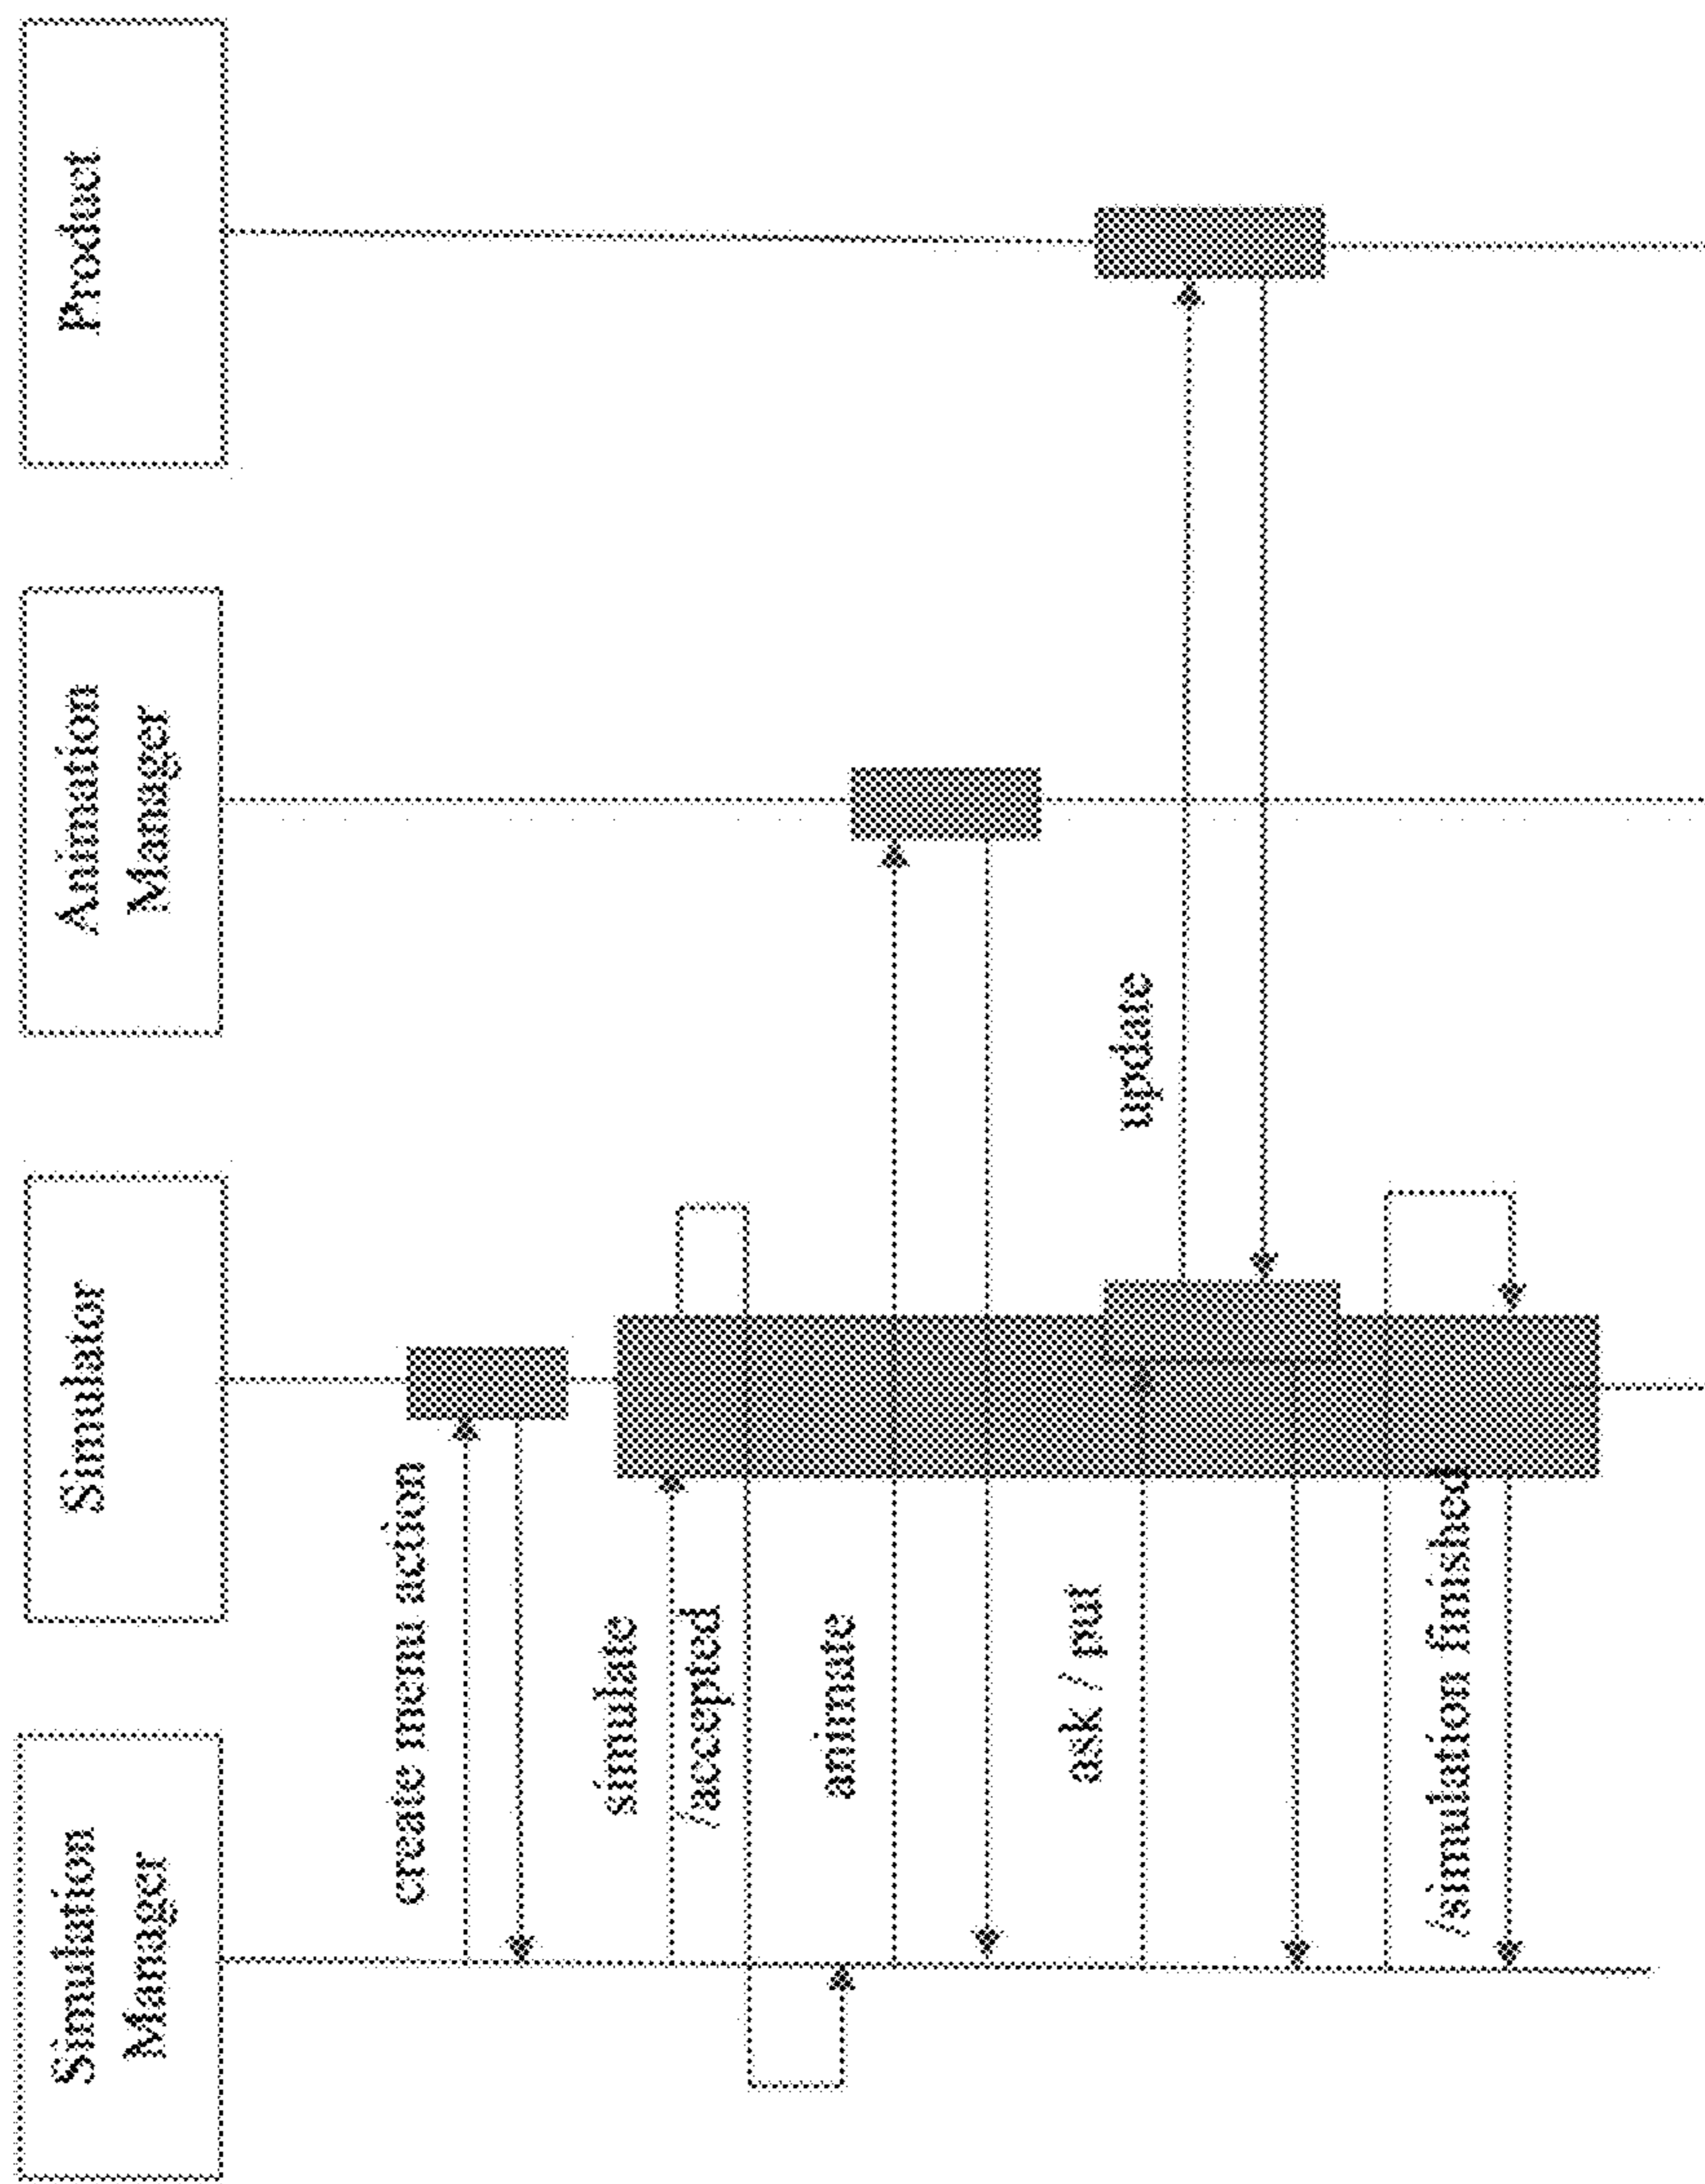 Simulation
Manager
Simulator
Animation
Manager
Product
create menu action
simulate
/accepted
animate
ask / put
update
/simulation finished